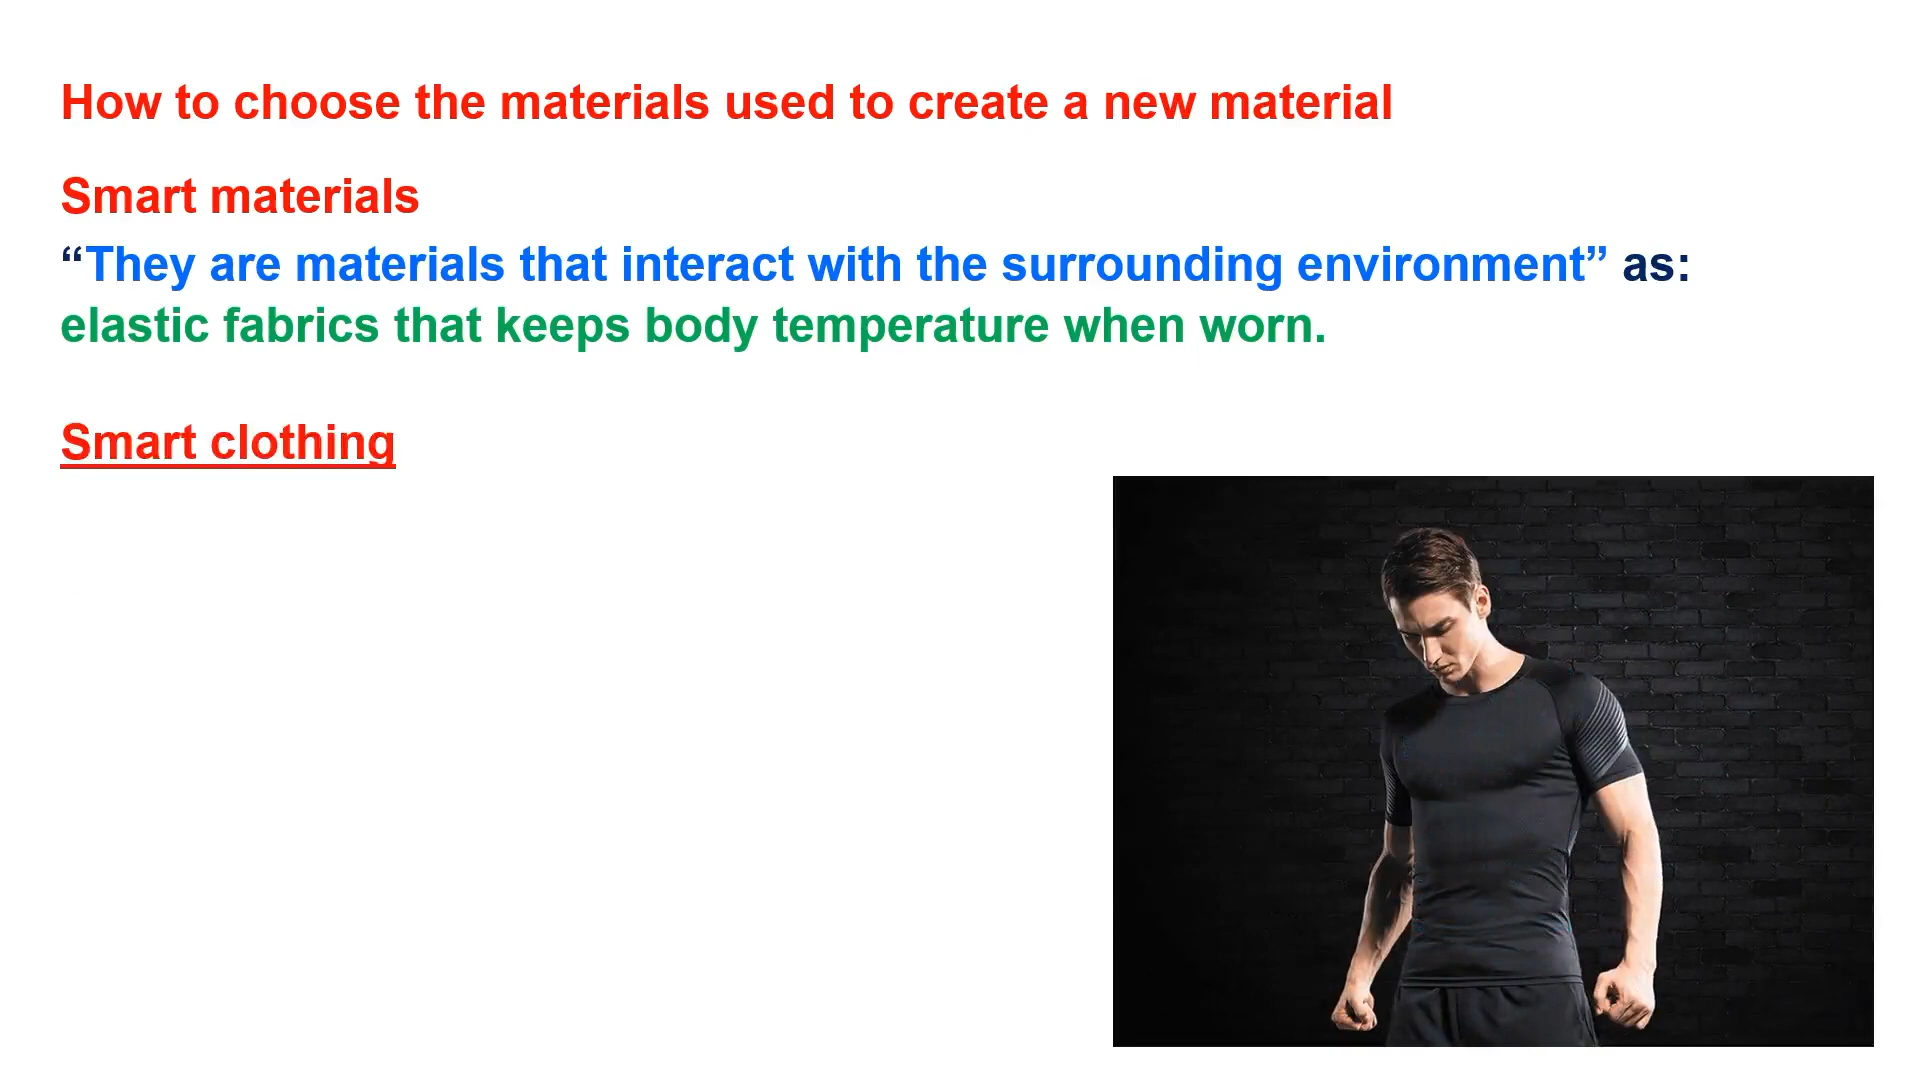 How to choose the materials used to create a new material
Smart materials
“They are materials that interact with the surrounding environment” as:
elastic fabrics that keeps body temperature when worn.
Smart clothing